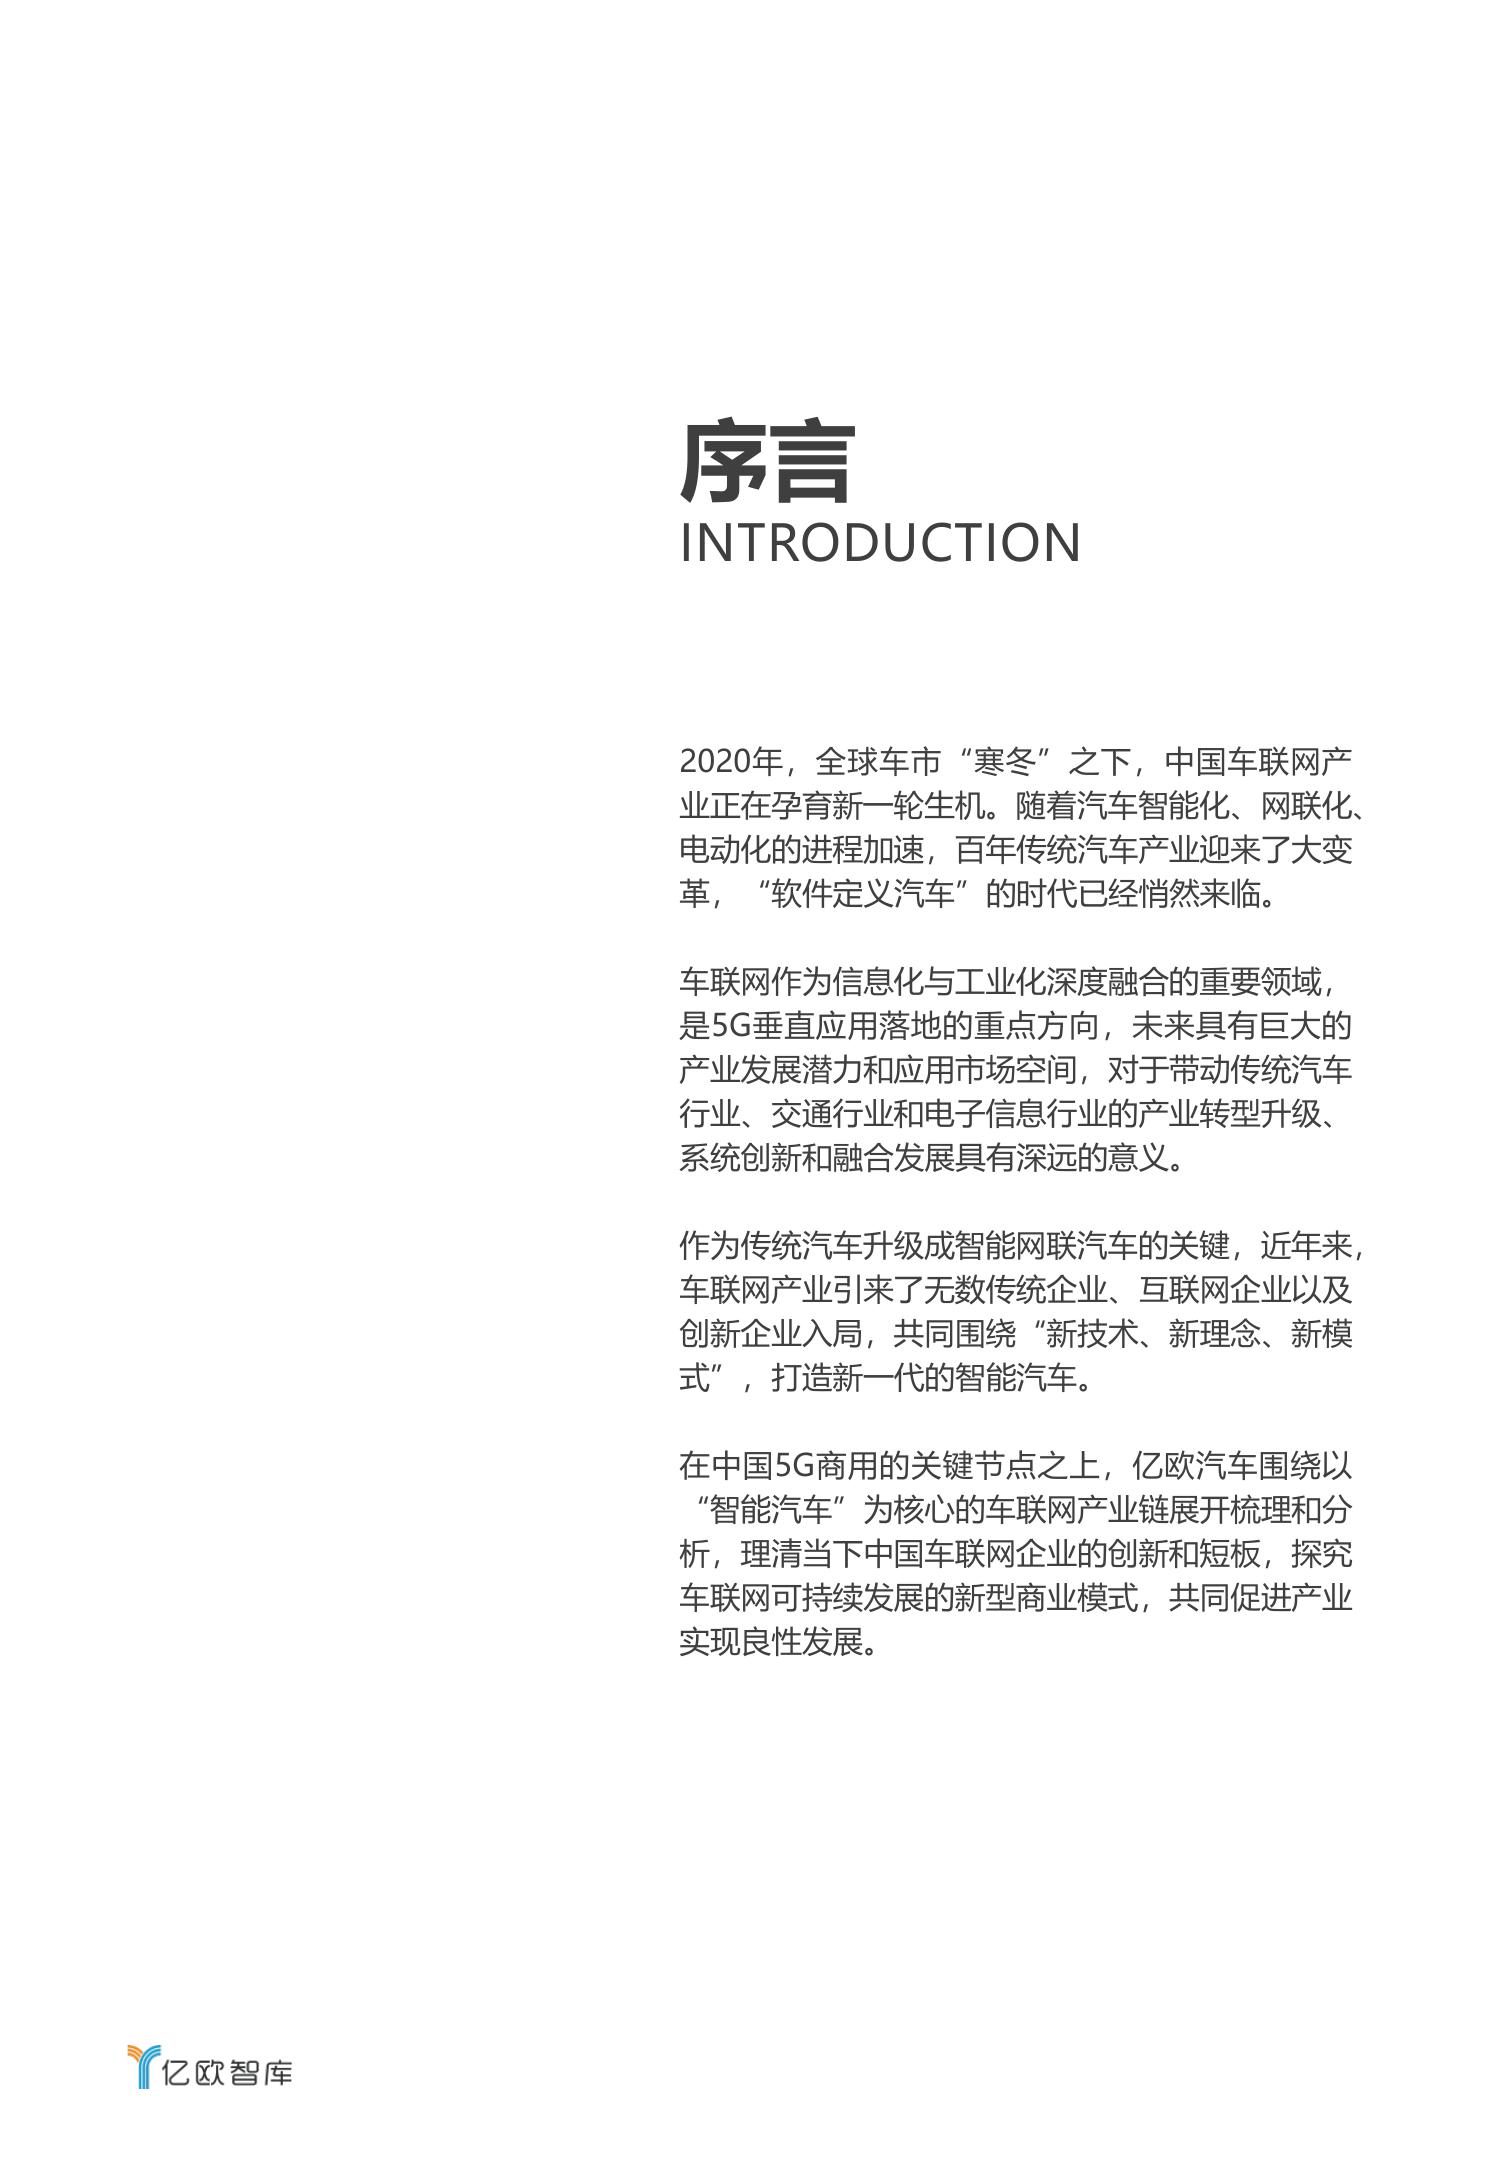 序言
INTRODUCTION
2020年，全球车市“寒冬”之下，中国车联网产
业正在孕育新一轮生机。随着汽车智能化、网联化、
电动化的进程加速，百年传统汽车产业迎来了大变
革，“软件定义汽车”的时代已经悄然来临。
车联网作为信息化与工业化深度融合的重要领域，
是5G垂直应用落地的重点方向，未来具有巨大的
产业发展潜力和应用市场空间，对于带动传统汽车
行业、交通行业和电子信息行业的产业转型升级、
系统创新和融合发展具有深远的意义。
作为传统汽车升级成智能网联汽车的关键，近年来，
车联网产业引来了无数传统企业、互联网企业以及
创新企业入局，共同围绕“新技术、新理念、新模
式”，打造新一代的智能汽车。
在中国5G商用的关键节点之上，亿欧汽车围绕以
“智能汽车”为核心的车联网产业链展开梳理和分
析，理清当下中国车联网企业的创新和短板，探究
车联网可持续发展的新型商业模式，共同促进产业
实现良性发展。
亿欧智库